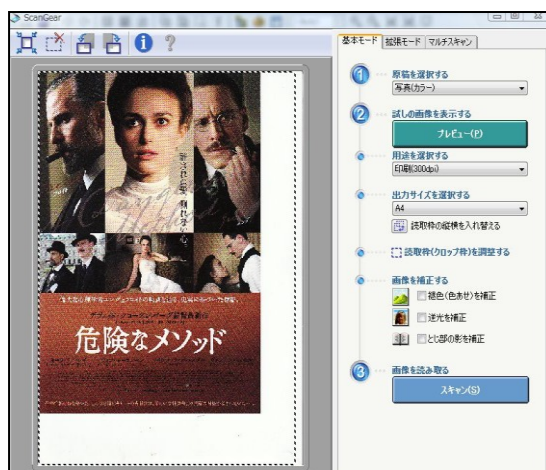 ScanGear
基本モード 拡張モード マルチスキャン
1 原稿を選択する
写真(カラー)
2 試しの画像を表示する
プレビュー(P)
用途を選択する
印刷(300dpi)
出力サイズを選択する
A4
読取枠の縦横を入れ替える
読取枠(クロップ枠)を調整する
画像を補正する
褪色(色あせ)を補正
逆光を補正
とじ部の影を補正
3 画像を読み取る
スキャン(S)
危険なメソッド